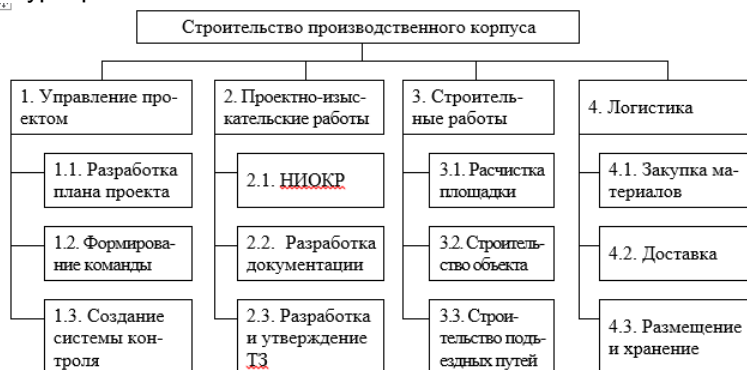 Строительство производственного корпуса
1. Управление про-
ектом
2. Проектно-изыс-
кательские работы
3. Строитель-
ные работы
4. Логистика
1.1. Разработка
плана проекта
2.1. НИОКР
3.1. Расчистка
площадки
4.1. Закупка ма-
териалов
1.2. Формирова-
ние команды
2.2. Разработка
документации
3.2. Строитель-
ство объекта
4.2. Доставка
1.3. Создание
системы кон-
троля
2.3. Разработка
и утверждение
ТЗ
3.3. Строи-
тельство подъ-
ездных путей
4.3. Размещение
и хранение